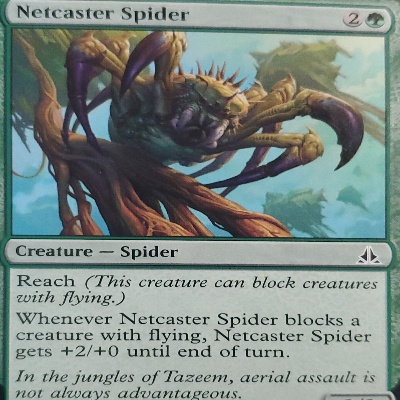 Netcaster Spider 2
Creature — Spider
Reach (This creature can block creatures
with flying.)
Whenever Netcaster Spider blocks a
creature with flying, Netcaster Spider
gets +2/+0 until end of turn.
In the jungles of Tazeem, aerial assault is
not always advantageous.